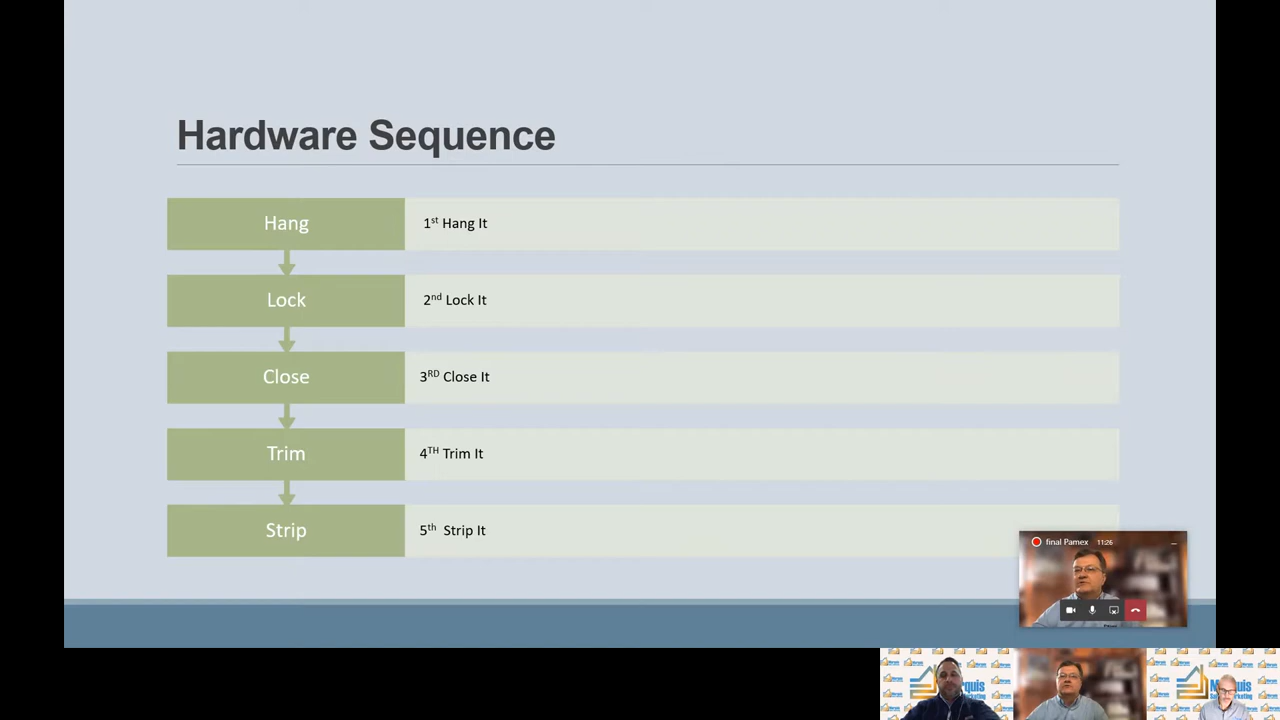 Hardware Sequence
Hang
1st Hang It
Lock
2nd Lock It
Close
3RD Close It
Trim
4TH Trim It
Strip
5th Strip It
final Pamex 11:26